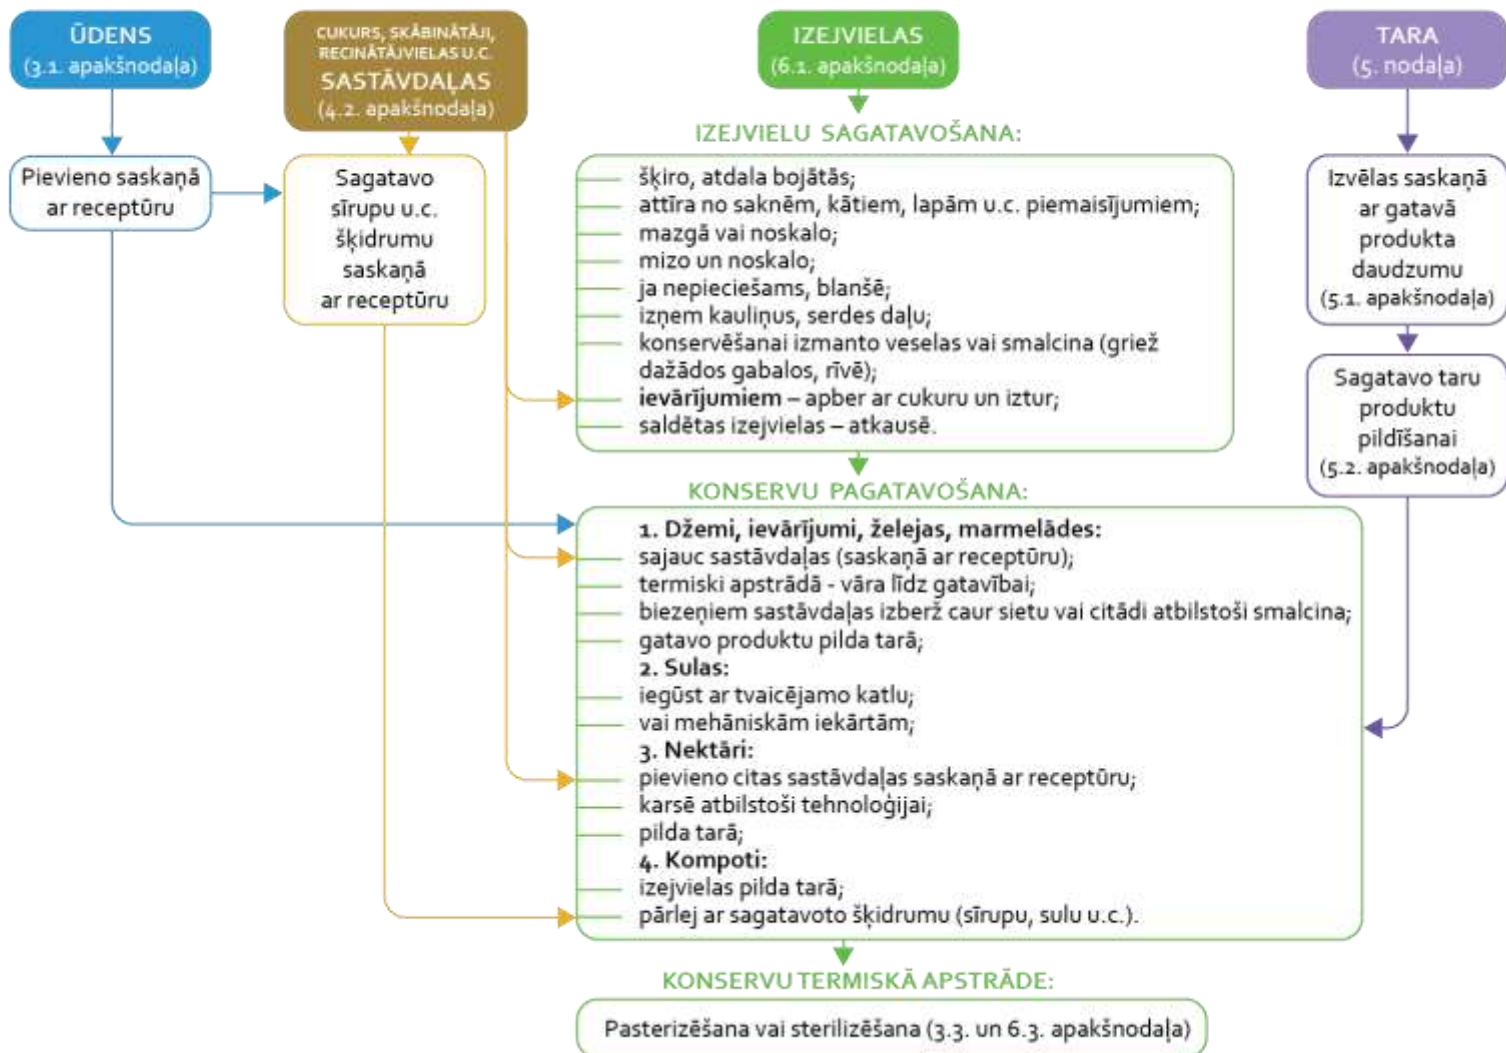 ŪDENS
(3.1. apakšnodaļa)
Pievieno saskaņā
ar receptūru
CUKURS, SKĀBINĀTĀJI,
RECINĀTĀJVIELAS U.C.
SASTĀVDAĻAS
(4.2. apakšnodaļa)
Sagatavo
sīrupu u.c.
šķidrumu
saskaņā
ar receptūru
IZEJVIELAS
(6.1. apakšnodaļa)
IZEJVIELU SAGATAVOŠANA:
šķiro, atdala bojātās;
attīra no saknēm, kātiem, lapām u.c. piemaisījumiem;
mazgā vai noskalo;
mizo un noskalo;
ja nepieciešams, blanšē;
izņem kauliņus, serdes daļu;
konservēšanai izmanto veselas vai smalcina (griež
dažādos gabalos, rīvē);
ievārījumiem – apber ar cukuru un iztur;
saldētas izejvielas – atkausē.
KONSERVU PAGATAVOŠANA:
1. Džemi, ievārījumi, želejas, marmelādes:
sajauc sastāvdaļas (saskaņā ar receptūru);
termiski apstrādā - vāra līdz gatavībai;
biezeņiem sastāvdaļas izberž caur sietu vai citādi atbilstoši smalcina;
gatavo produktu pilda tarā;
2. Sulas:
iegūst ar tvaicējamo katlu;
vai mehāniskām iekārtām;
3. Nektāri:
pievieno citas sastāvdaļas saskaņā ar receptūru;
karsē atbilstoši tehnoloģijai;
pilda tarā;
4. Kompoti:
izejvielas pilda tarā;
pārlej ar sagatavoto šķidrumu (sīrupu, sulu u.c.).
KONSERVU TERMISKĀ APSTRĀDE:
Pasterizēšana vai sterilizēšana (3.3. un 6.3. apakšnodaļa)
TARA
(5. nodaļa)
Izvēlas saskaņā
ar gatavā
produkta
daudzumu
(5.1. apakšnodaļa)
Sagatavo taru
produktu
pildīšanai
(5.2. apakšnodaļa)